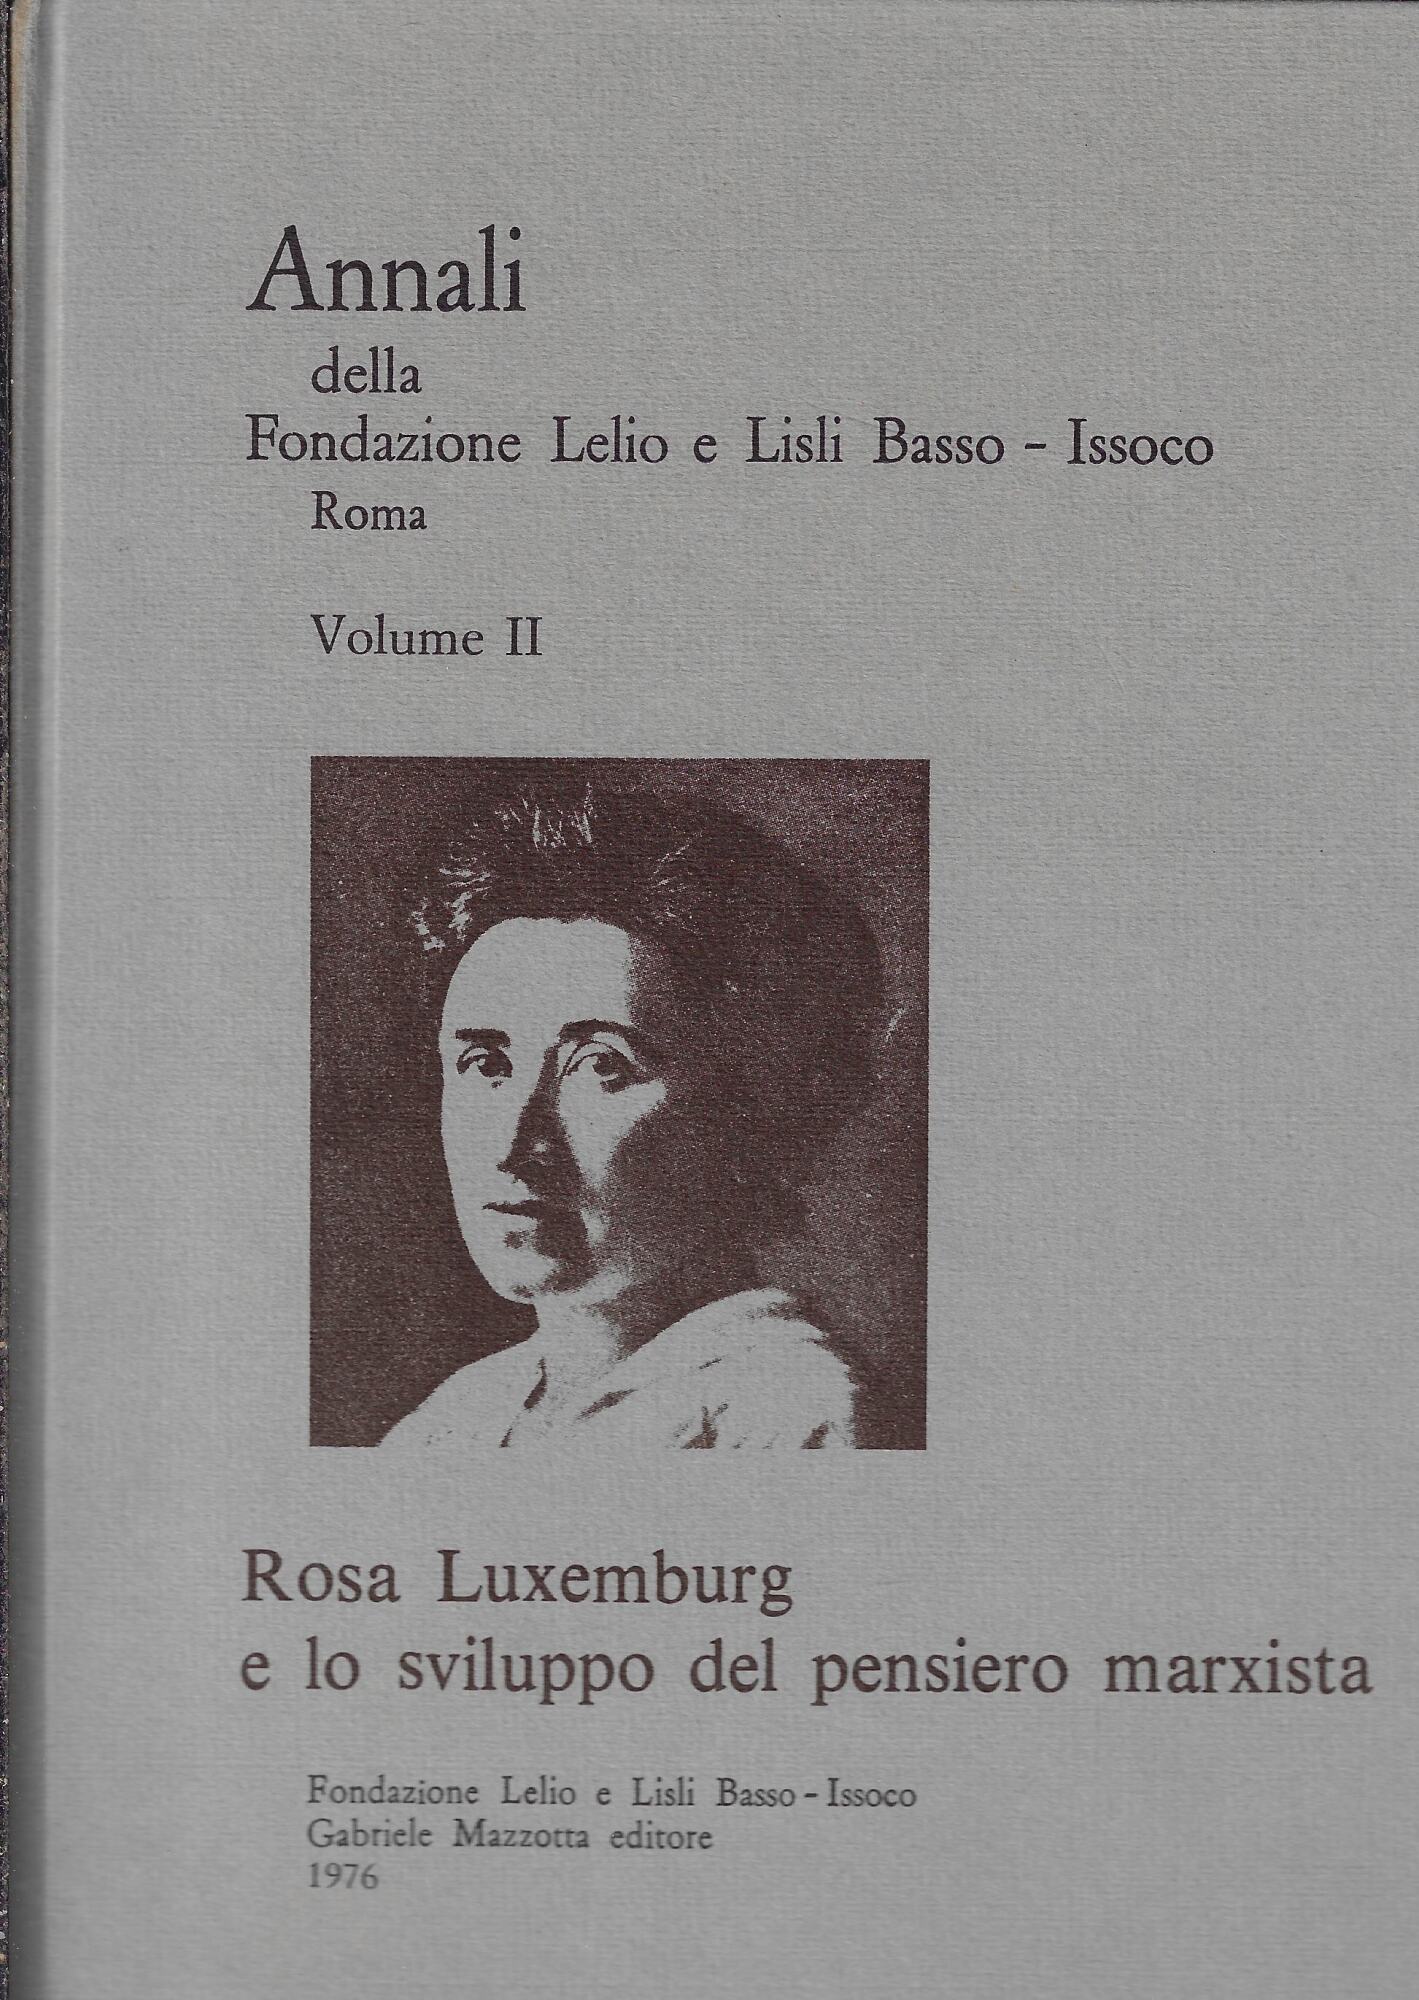 Annali
della
Fondazione Lelio e Lisli Basso - Issoco
Roma
Volume II
Rosa Luxemburg
e lo sviluppo del pensiero marxista
Fondazione Lelio e Lisli Basso - Issoco
Gabriele Mazzotta editore
1976